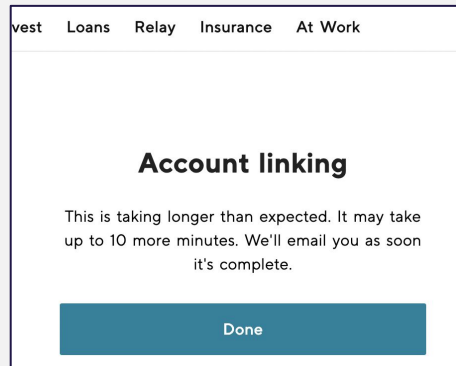 vest Loans Relay Insurance At Work
Account linking
This is taking longer than expected. It may take
up to 10 more minutes. We'll email you as soon
it's complete.
Done